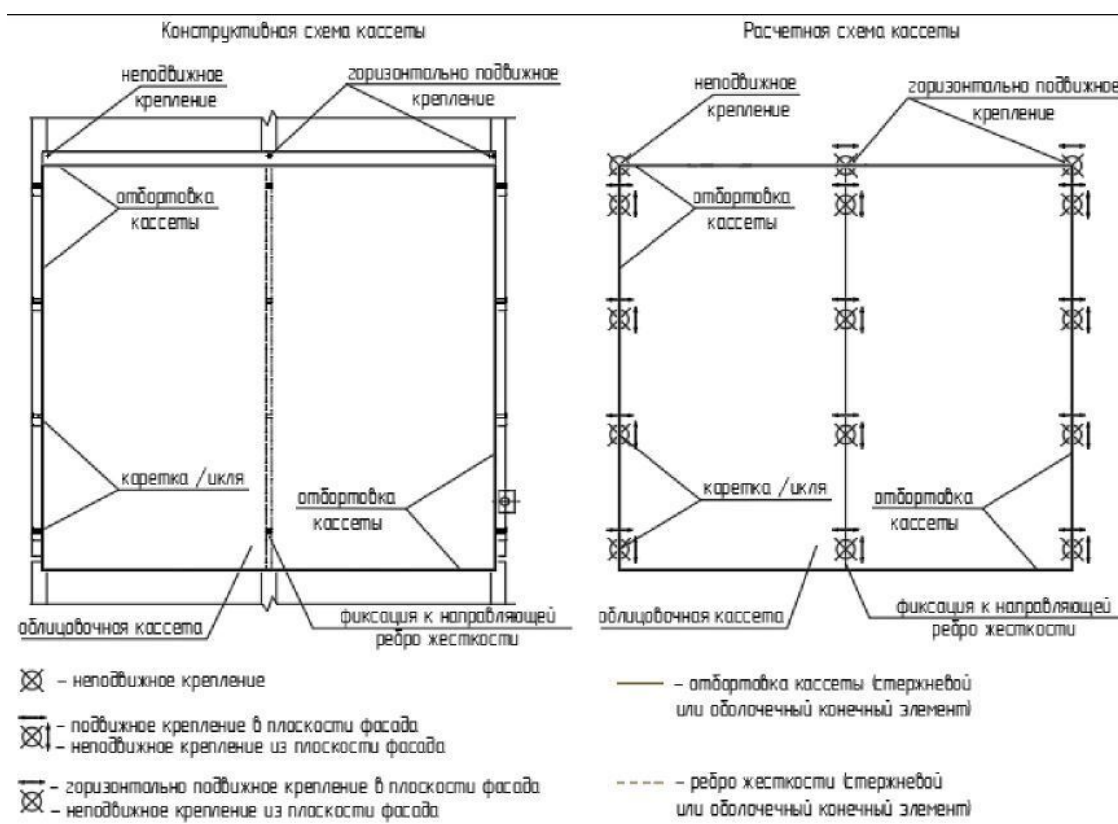 Конструктивная схема кассеты
неподвижное
крепление
горизонтально подвижное
крепление
отбортовка
кассеты
каретка /икля
отбортовка
кассеты
облицовочная кассета
фиксация к направляющей
ребро жесткости
Расчетная схема кассеты
неподвижное
крепление
горизонтально подвижное
крепление
отбортовка
кассеты
каретка /икля
отбортовка
кассеты
облицовочная кассета
фиксация к направляющей
ребро жесткости
– неподвижное крепление
– подвижное крепление в плоскости фасада
– неподвижное крепление из плоскости фасада
– горизонтально подвижное крепление в плоскости фасада
– неподвижное крепление из плоскости фасада
– отбортовка кассеты (стержневой
или оболочечный конечный элемент)
– ребро жесткости (стержневой
или оболочечный конечный элемент)